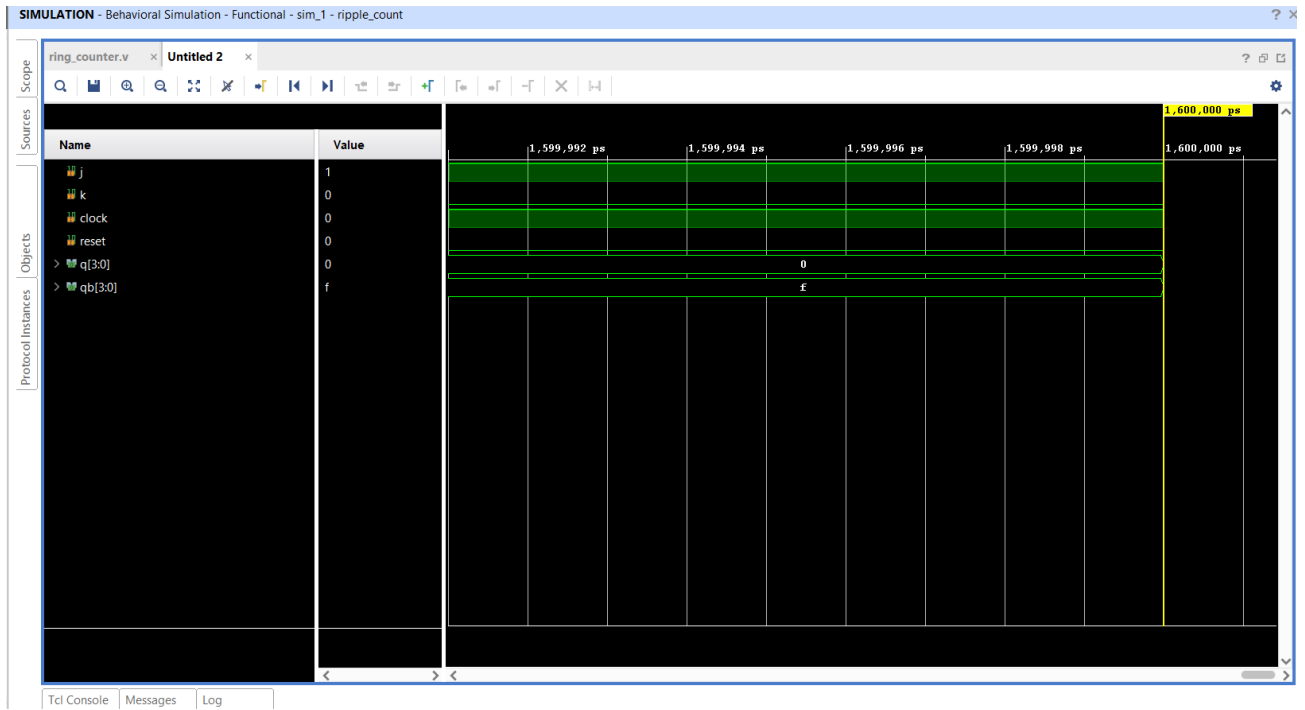 SIMULATION - Behavioral Simulation - Functional - sim_1 - ripple_count
? ×
Scope
Sources
Objects
Protocol Instances
ring_counter.v × Untitled 2 ×
?
1,600,000 ps
Name Value
1,599,992 ps 1,599,994 ps 1,599,996 ps 1,599,998 ps 1,600,000 ps
j 1
k 0
clock 0
reset 0
> q[3:0] 0 0
> qb[3:0] f f
Tcl Console Messages Log